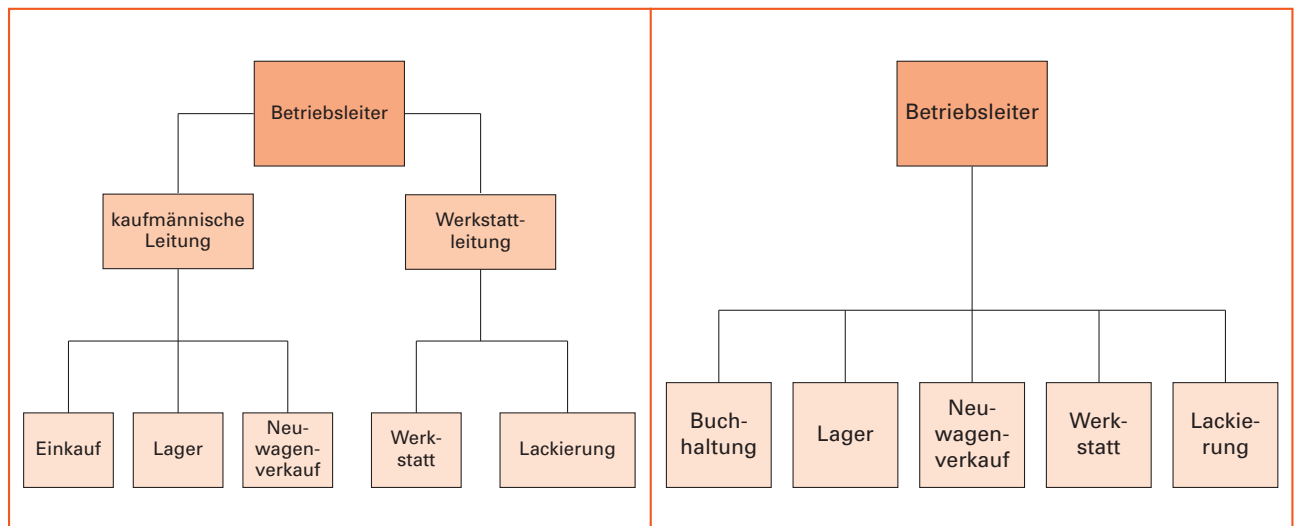 Betriebsleiter
kaufmännische
Leitung
Werkstatt-
leitung
Einkauf
Lager
Neu-
wagen-
verkauf
Werk-
statt
Lackierung
Betriebsleiter
Buch-
haltung
Lager
Neu-
wagen-
verkauf
Werk-
statt
Lackie-
rung